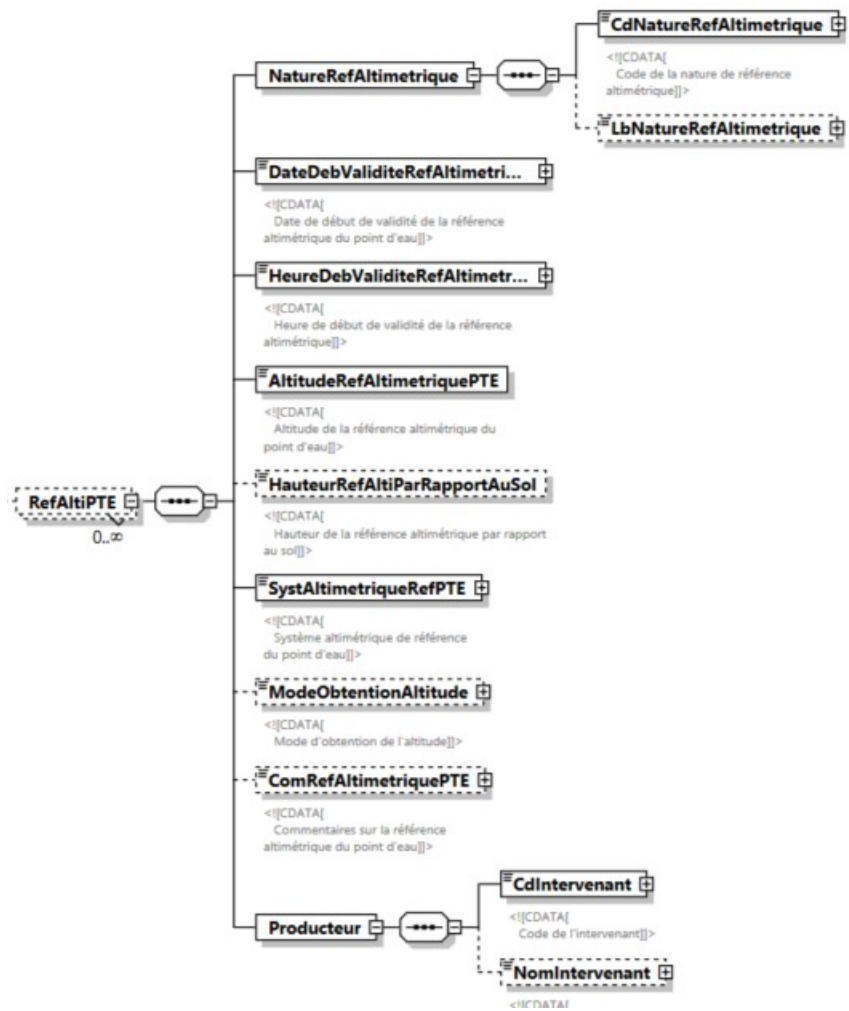 CdNatureRefAltimetrique
<![CDATA[
Code de la nature de référence
altimétrique]]>
LbNatureRefAltimetrique
NatureRefAltimetrique
DateDebValiditeRefAltimetri...
<![CDATA[
Date de début de validité de la référence
altimétrique du point d'eau]]>
HeureDebValiditeRefAltimetr...
<![CDATA[
Heure de début de validité de la référence
altimétrique]]>
AltitudeRefAltimetriquePTE
<![CDATA[
Altitude de la référence altimétrique du
point d'eau]]>
HauteurRefAltiParRapportAuSol
<![CDATA[
Hauteur de la référence altimétrique par rapport
au sol]]>
RefAltiPTE
0..∞
SystAltimetriqueRefPTE
<![CDATA[
Système altimétrique de référence
du point d'eau]]>
ModeObtentionAltitude
<![CDATA[
Mode d'obtention de l'altitude]]>
ComRefAltimetriquePTE
<![CDATA[
Commentaires sur la référence
altimétrique du point d'eau]]>
Producteur
CdIntervenant
<![CDATA[
Code de l'intervenant]]>
NomIntervenant
<![CDATA[